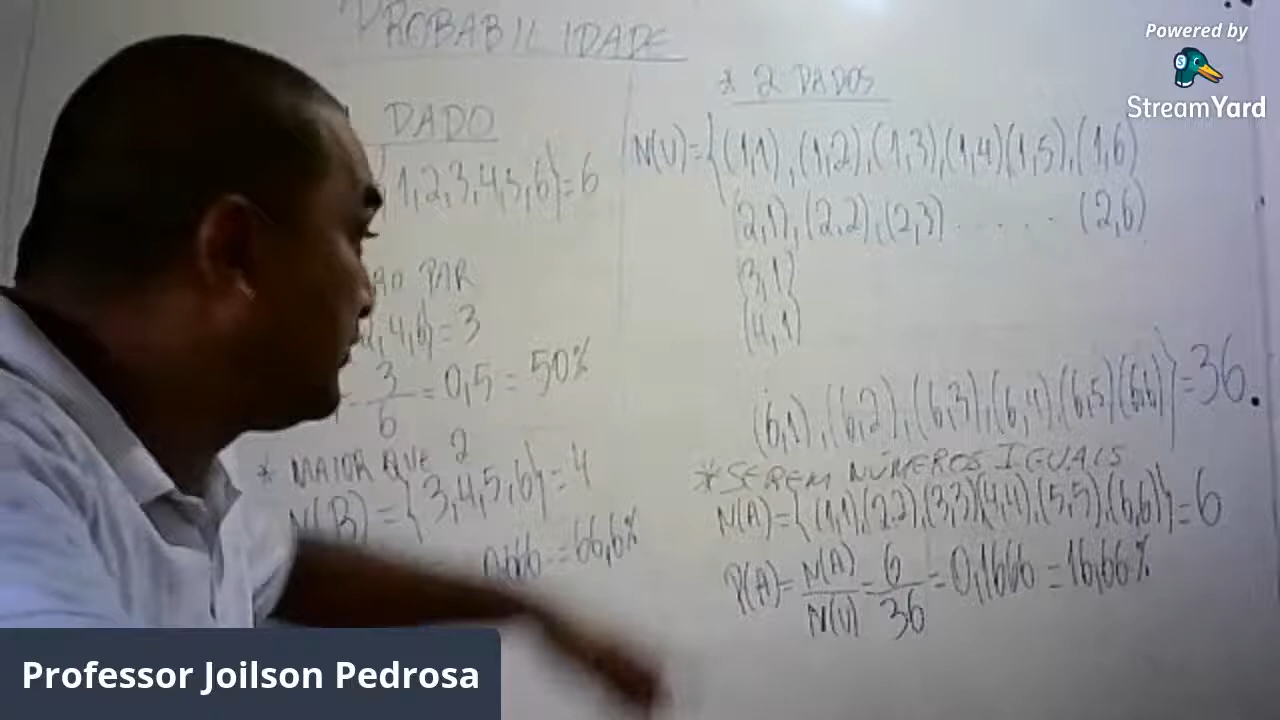 PROBABILIDADE
DADO
1,2,3,4,5,6}=6
PAR
4,6}=3
3/6=0,5=50%
* MAIOR QUE 2
N(B)={3,4,5,6}=4
0,666=66,6%
* 2 DADOS
N(U)={(1,1),(1,2),(1,3),(1,4)(1,5),(1,6)
(2,1),(2,2),(2,3)......(2,6)
(3,1)
(4,1)
(6,1),(6,2),(6,3),(6,4),(6,5)(6,6)}=36.
*SEREM NÚMEROS IGUAIS
N(A)={(1,1),(2,2),(3,3)(4,4),(5,5),(6,6)}=6
P(A)=N(A)/N(U)=6/36=0,1666=16,66%
Powered by
StreamYard
Professor Joilson Pedrosa